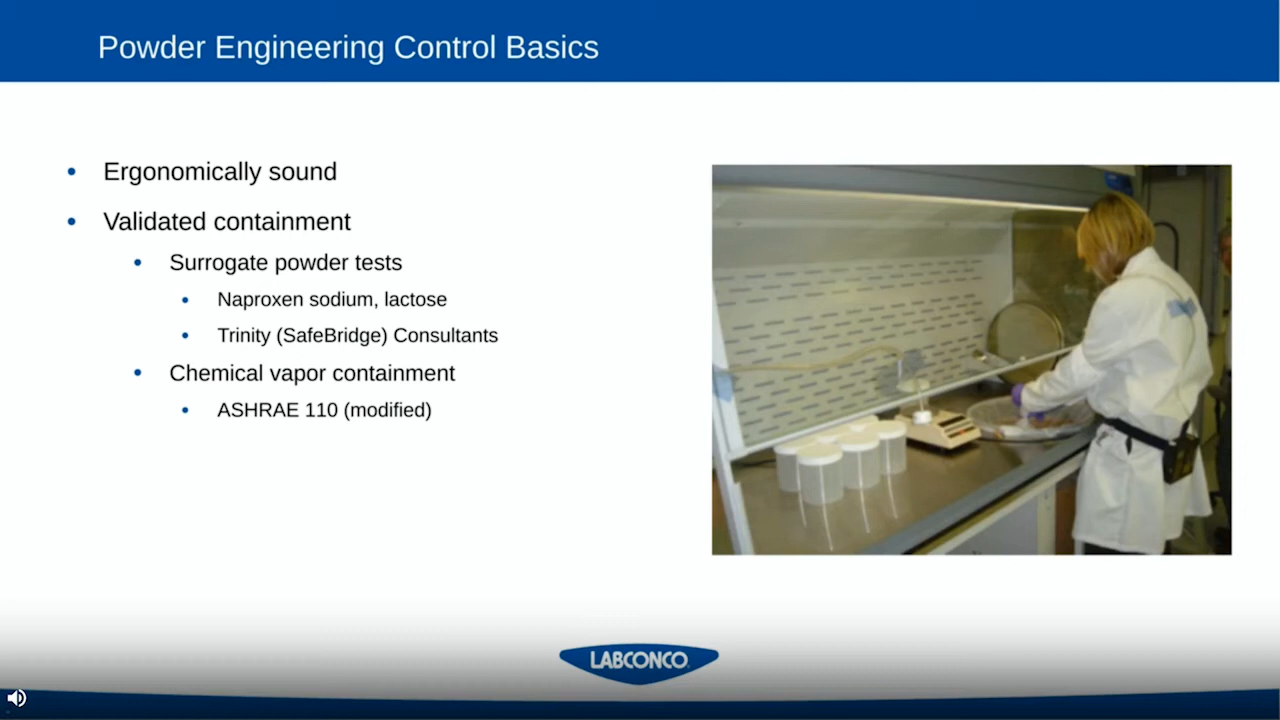 Powder Engineering Control Basics
Ergonomically sound
Validated containment
Surrogate powder tests
Naproxen sodium, lactose
Trinity (SafeBridge) Consultants
Chemical vapor containment
ASHRAE 110 (modified)
LABCONCO